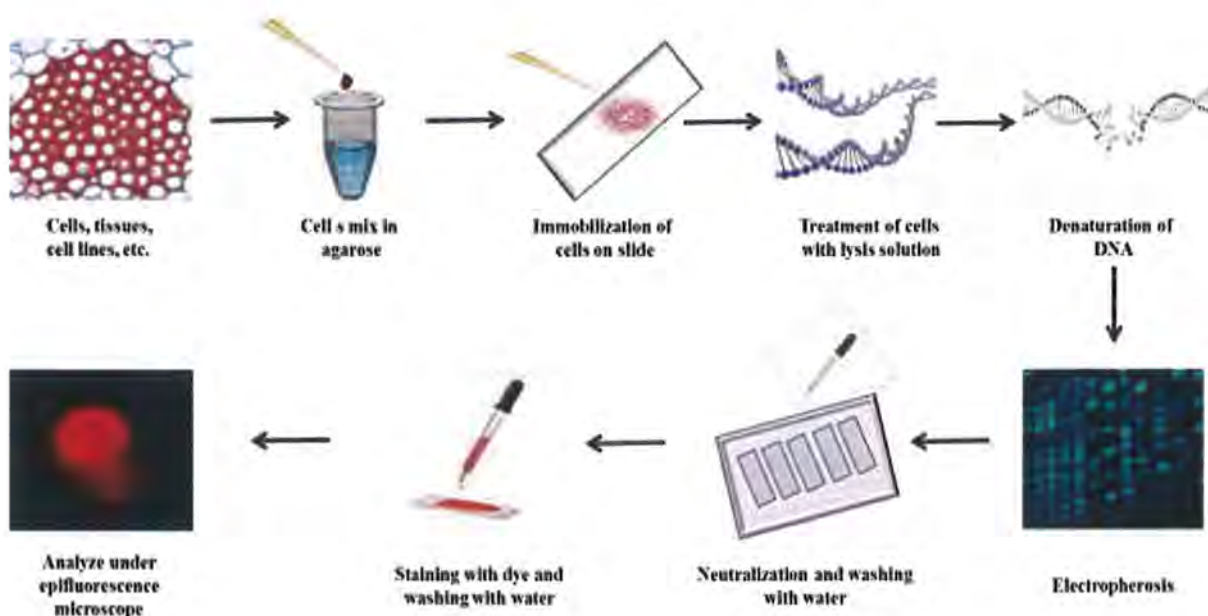 Cells, tissues,
cell lines, etc.
Cell s mix in
agarose
Immobilization of
cells on slide
Treatment of cells
with lysis solution
Denaturation of
DNA
Analyze under
epifluorescence
microscope
Staining with dye and
washing with water
Neutralization and washing
with water
Electropherosis